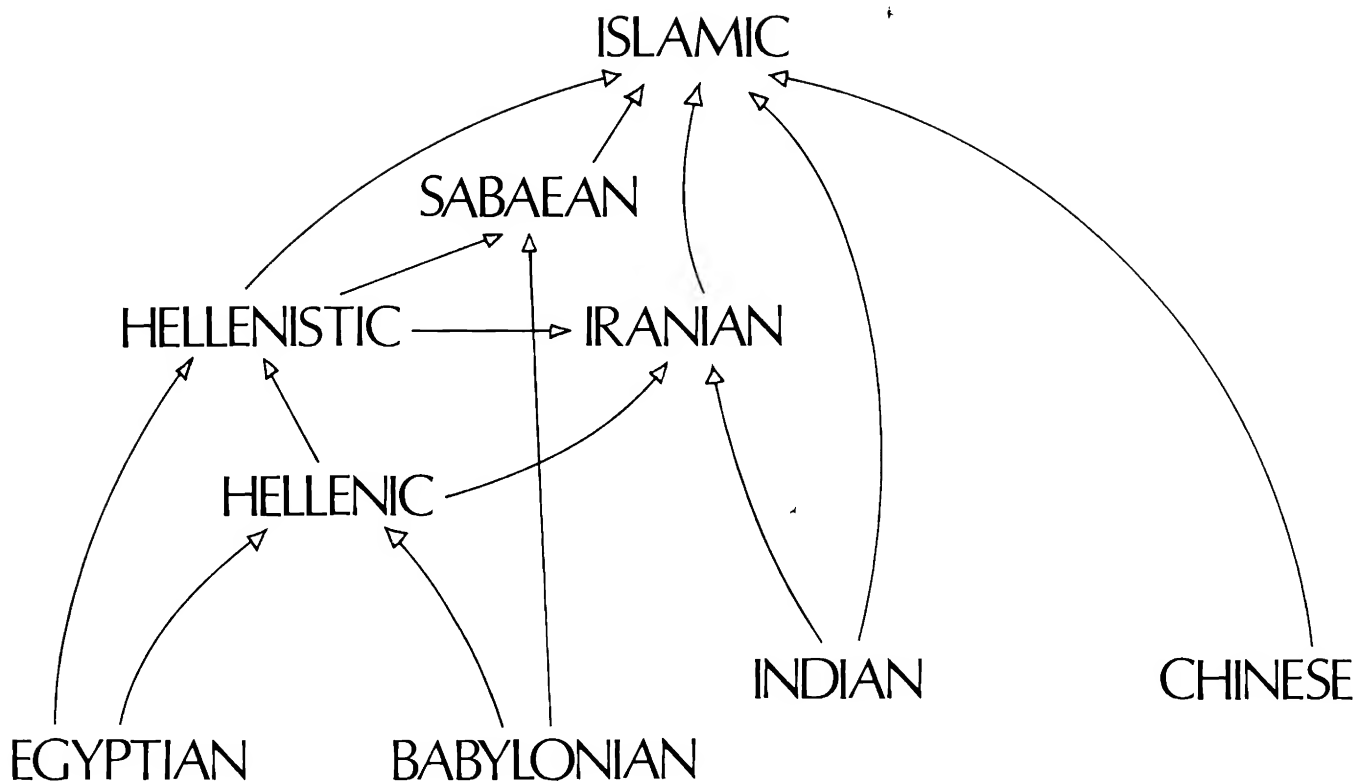 ISLAMIC
SABAEAN
HELLENISTIC
IRANIAN
HELLENIC
INDIAN
CHINESE
EGYPTIAN
BABYLONIAN